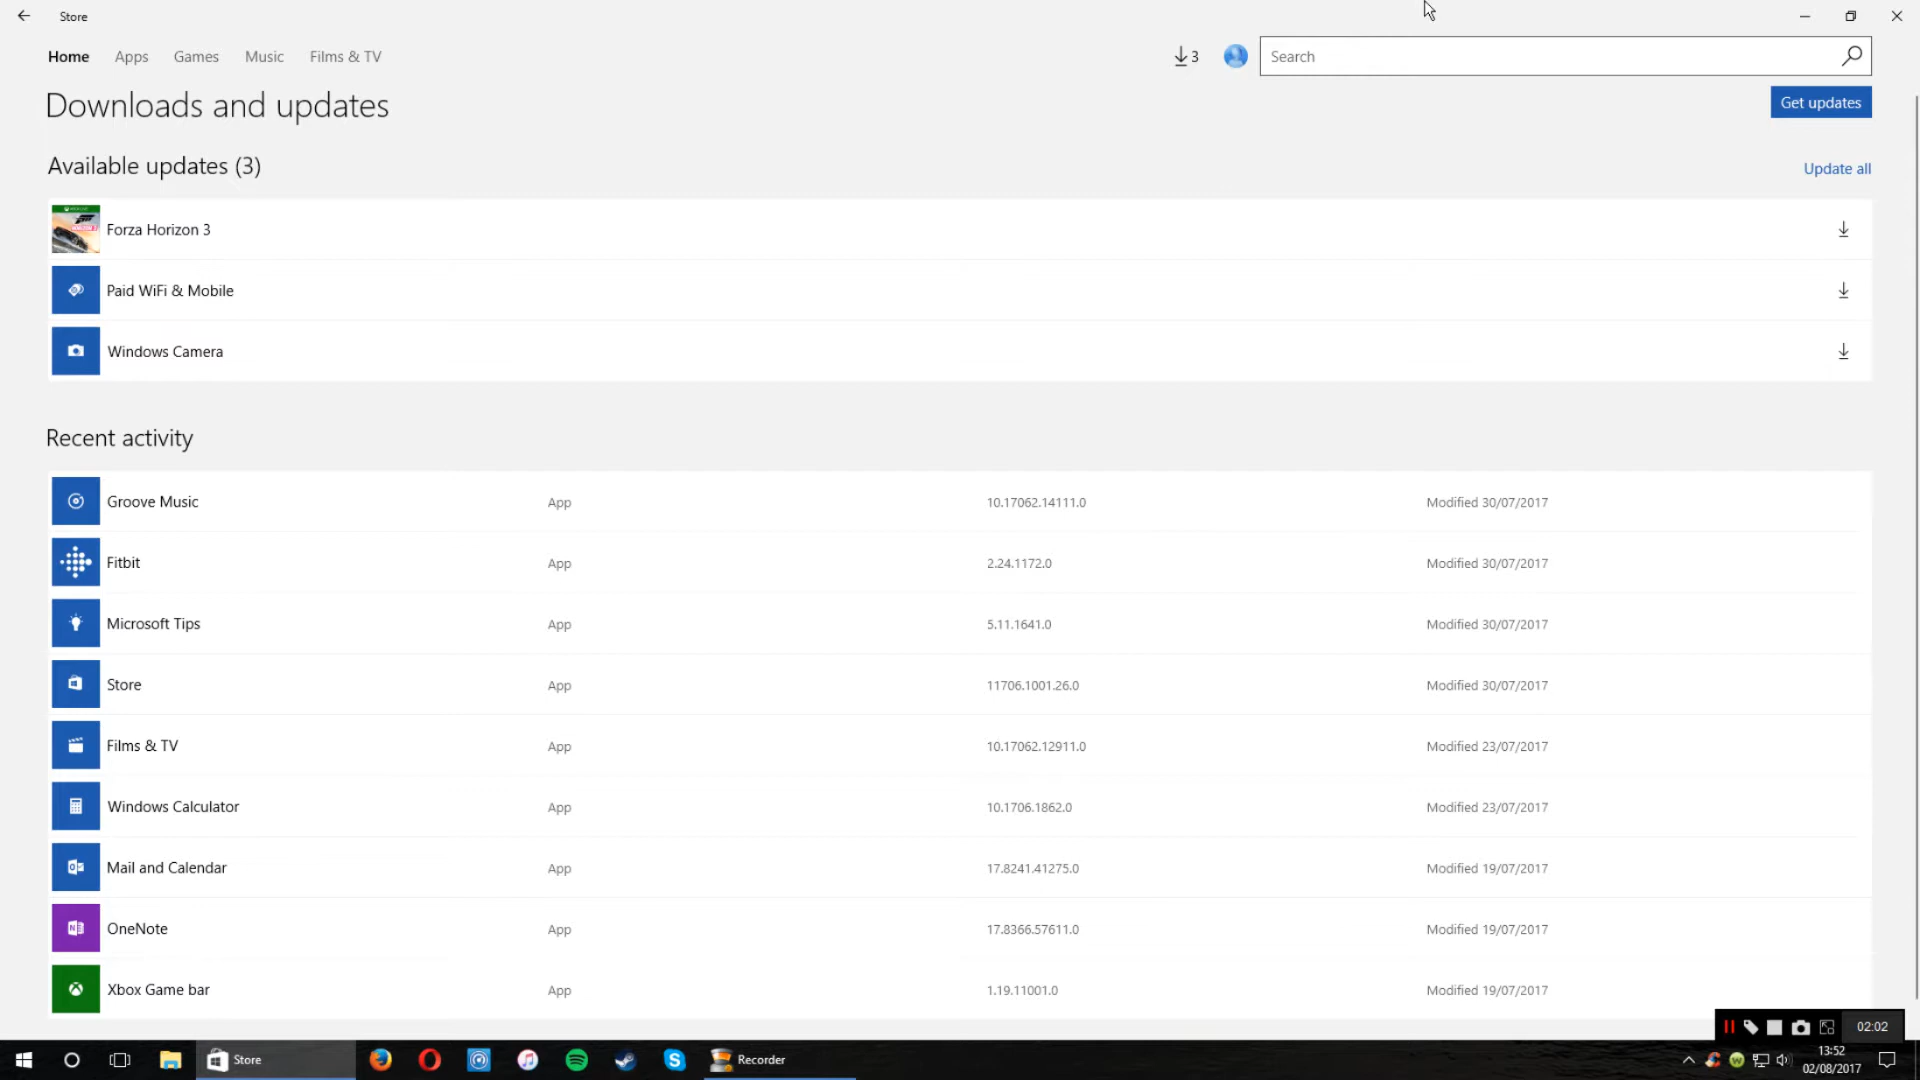 Store
Home Apps Games Music Films & TV
3
Search
Downloads and updates
Get updates
Available updates (3)
Update all
Forza Horizon 3
Paid WiFi & Mobile
Windows Camera
Recent activity
Groove Music App 10.17062.14111.0 Modified 30/07/2017
Fitbit App 2.24.1172.0 Modified 30/07/2017
Microsoft Tips App 5.11.1641.0 Modified 30/07/2017
Store App 11706.1001.26.0 Modified 30/07/2017
Films & TV App 10.17062.12911.0 Modified 23/07/2017
Windows Calculator App 10.1706.1862.0 Modified 23/07/2017
Mail and Calendar App 17.8241.41275.0 Modified 19/07/2017
OneNote App 17.8366.57611.0 Modified 19/07/2017
Xbox Game bar App 1.19.11001.0 Modified 19/07/2017
02:02
Store
Recorder
13:52
02/08/2017